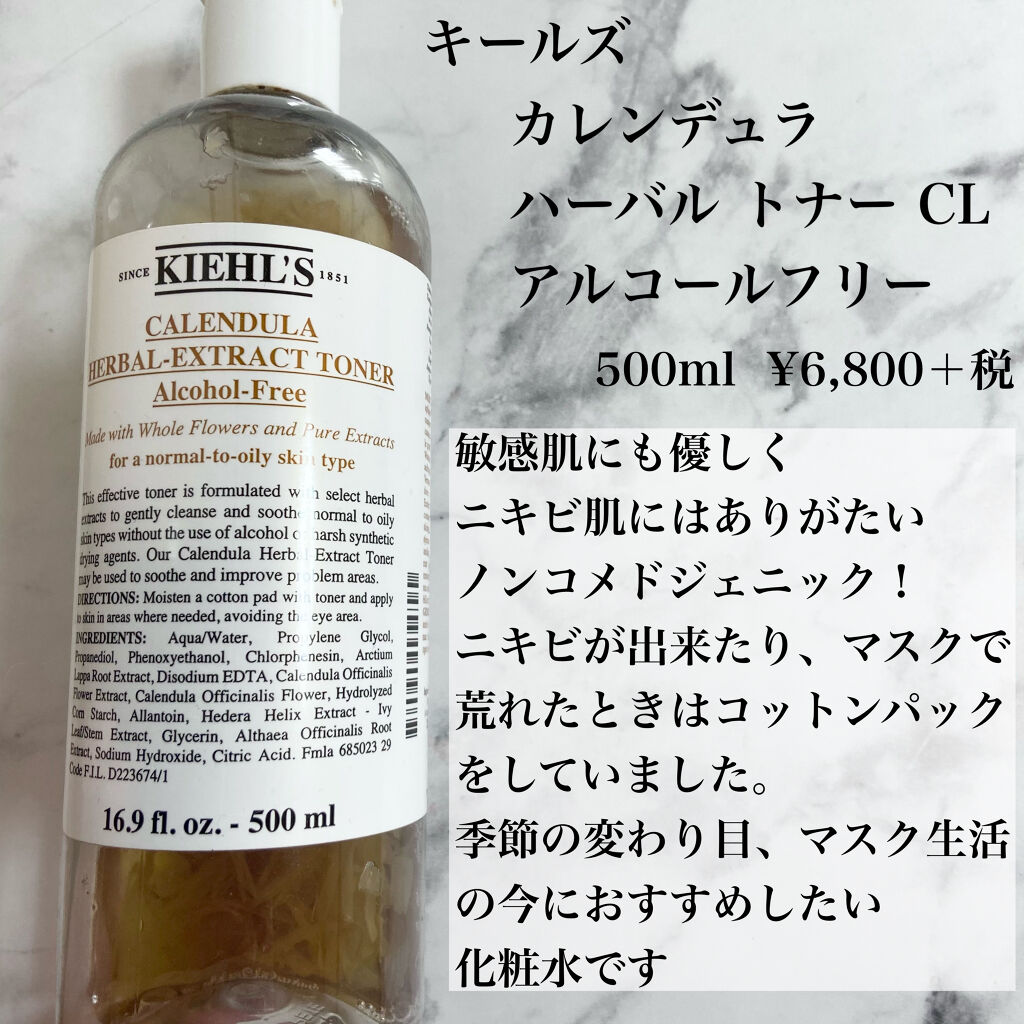 キールズ
カレンデュラ
ハーバル トナー CL
アルコールフリー
500ml ¥6,800＋税
敏感肌にも優しく
ニキビ肌にはありがたい
ノンコメドジェニック！
ニキビが出来たり、マスクで
荒れたときはコットンパック
をしていました。
季節の変わり目、マスク生活
の今におすすめしたい
化粧水です
SINCE KIEHL'S 1851
CALENDULA
HERBAL-EXTRACT TONER
Alcohol-Free
Made with Whole Flowers and Pure Extracts
for a normal-to-oily skin type
This effective toner is formulated with select herbal
extracts to gently cleanse and soothe normal to oily
skin types without the use of alcohol or harsh synthetic
drying agents. Our Calendula Herbal Extract Toner
may be used to soothe and improve problem areas.
DIRECTIONS: Moisten a cotton pad with toner and apply
to skin in areas where needed, avoiding the eye area.
INGREDIENTS: Aqua/Water, Propylene Glycol,
Propanediol, Phenoxyethanol, Chlorphenesin, Arctium
Lappa Root Extract, Disodium EDTA, Calendula Officinalis
Flower Extract, Calendula Officinalis Flower, Hydrolyzed
Corn Starch, Allantoin, Hedera Helix Extract - Ivy
Leaf/Stem Extract, Glycerin, Althaea Officinalis Root
Extract, Sodium Hydroxide, Citric Acid. Fmla 685023 29
Code F.I.L. D223674/1
16.9 fl. oz. - 500 ml